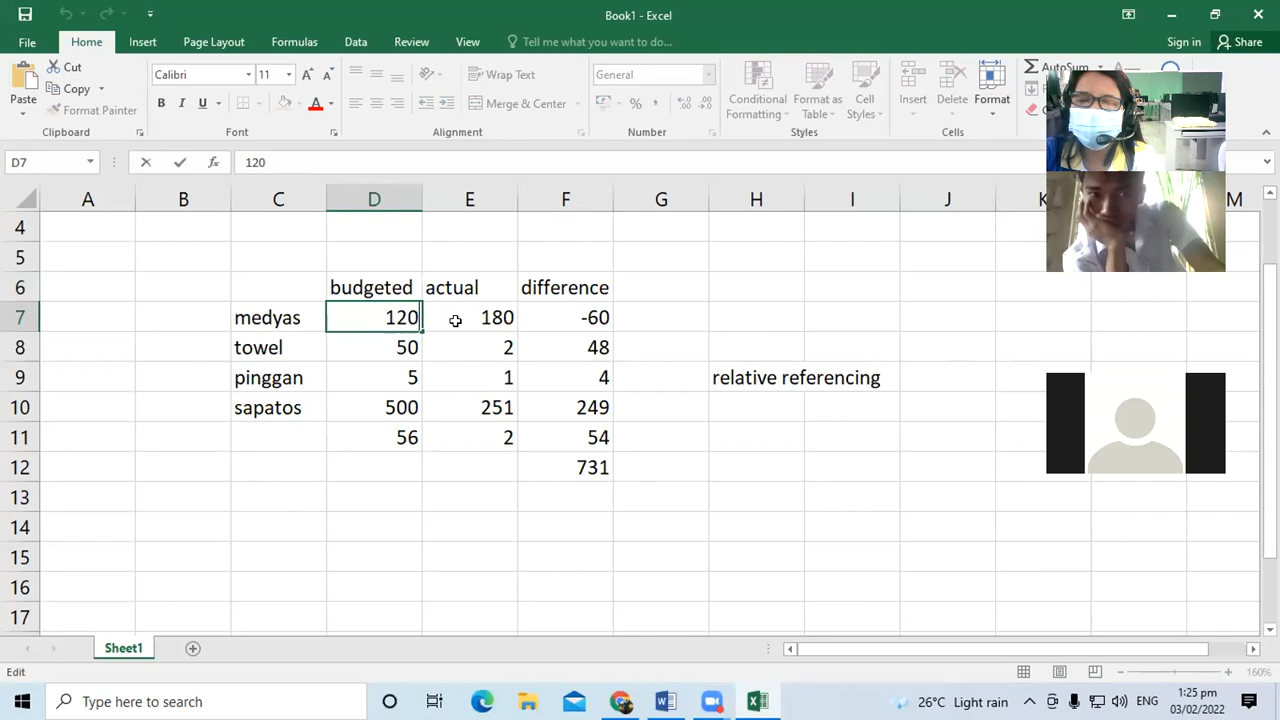 Book1 - Excel
File Home Insert Page Layout Formulas Data Review View Tell me what you want to do... Sign in Share
Paste Cut Copy Format Painter
Calibri 11
B I U A
Wrap Text
Merge & Center
General
% ,
Conditional Formatting Format as Table Cell Styles
Insert Delete Format
AutoSum
Clipboard Font Alignment Number Styles Cells
D7 fx 120
A B C D E F G H I J K M
4
5
6 budgeted actual difference
7 medyas 120 180 -60
8 towel 50 2 48
9 pinggan 5 1 4 relative referencing
10 sapatos 500 251 249
11 56 2 54
12 731
13
14
15
16
17
Sheet1
Edit 160%
Type here to search 26°C Light rain ENG 1:25 pm
03/02/2022